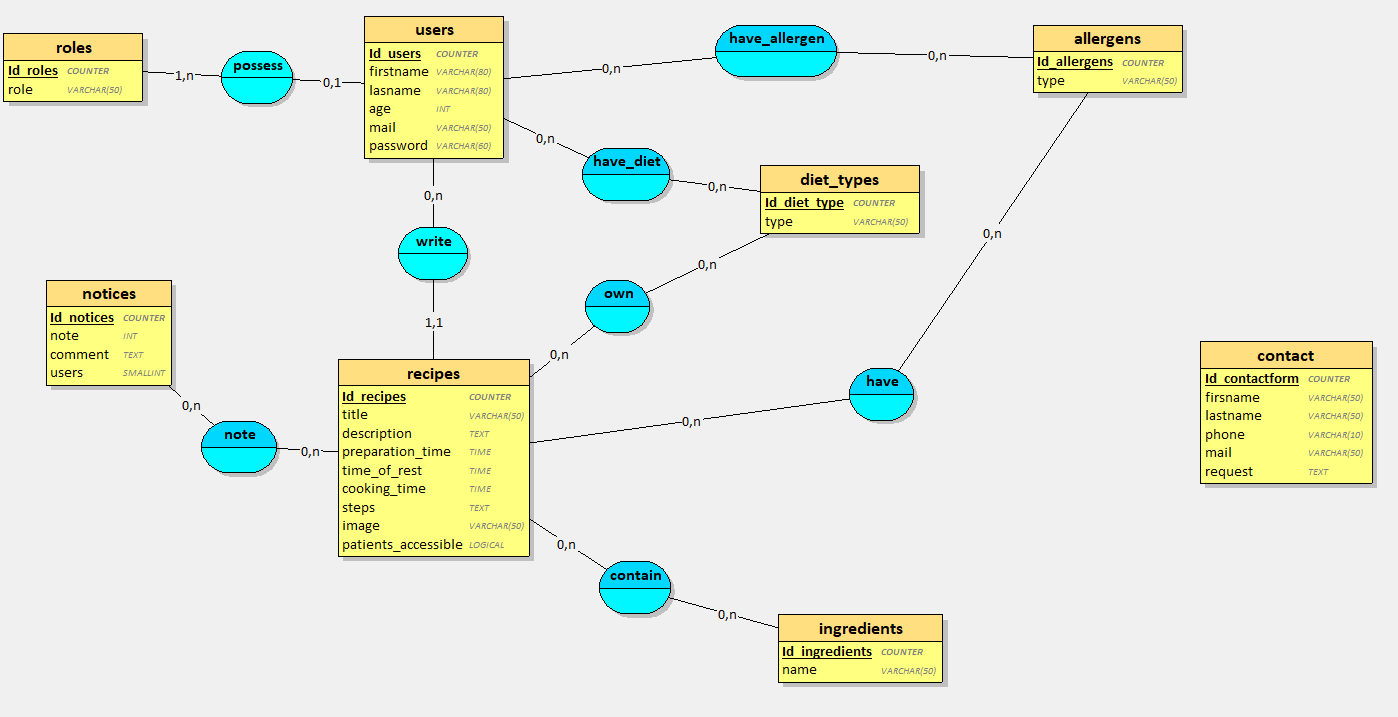 roles
Id_roles COUNTER
role VARCHAR(50)
1,n
possess
0,1
users
Id_users COUNTER
firstname VARCHAR(80)
lasname VARCHAR(80)
age INT
mail VARCHAR(50)
password VARCHAR(60)
0,n
have_allergen
0,n
allergens
Id_allergens COUNTER
type VARCHAR(50)
0,n
have_diet
0,n
diet_types
Id_diet_type COUNTER
type VARCHAR(50)
0,n
write
1,1
0,n
own
0,n
0,n
have
0,n
notices
Id_notices COUNTER
note INT
comment TEXT
users SMALLINT
0,n
note
0,n
recipes
Id_recipes COUNTER
title VARCHAR(50)
description TEXT
preparation_time TIME
time_of_rest TIME
cooking_time TIME
steps TEXT
image VARCHAR(50)
patients_accessible LOGICAL
contact
Id_contactform COUNTER
firsname VARCHAR(50)
lastname VARCHAR(50)
phone VARCHAR(10)
mail VARCHAR(50)
request TEXT
0,n
contain
0,n
ingredients
Id_ingredients COUNTER
name VARCHAR(50)